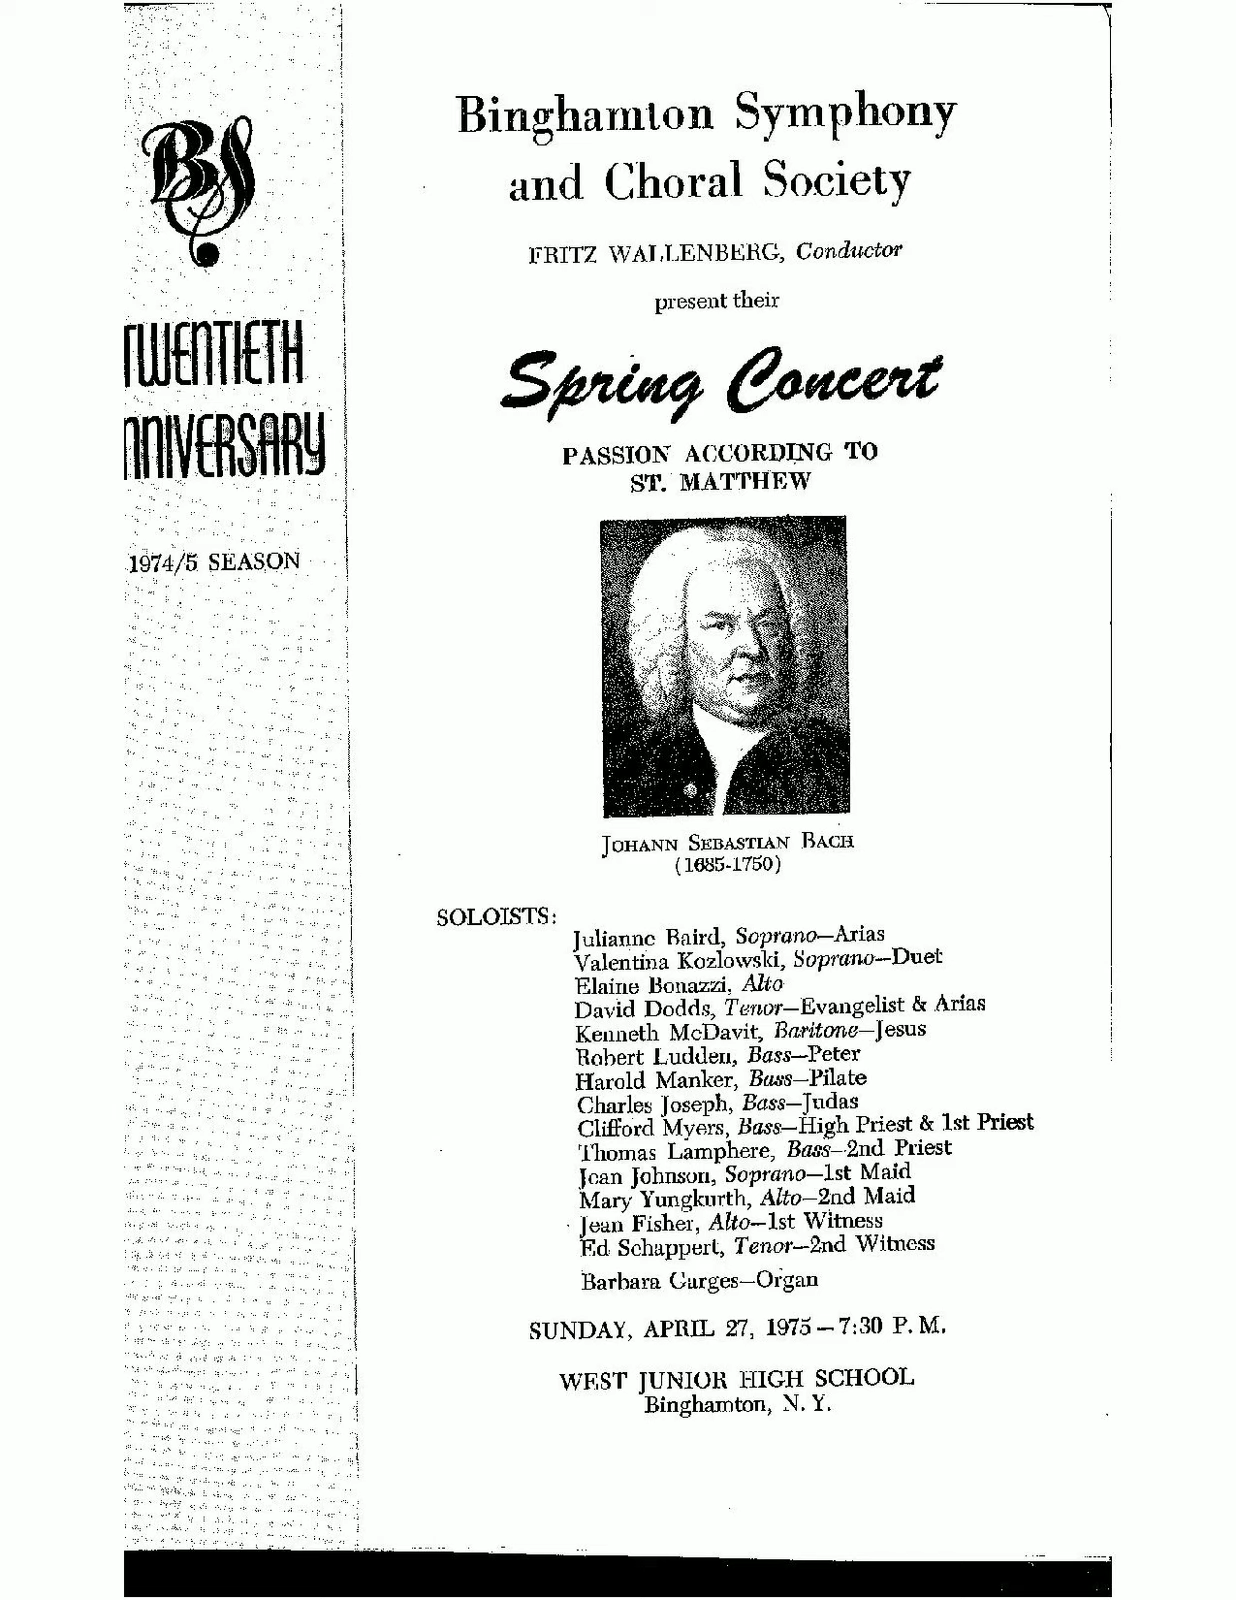 BS
TWENTIETH
ANNIVERSARY
1974/5 SEASON
Binghamton Symphony
and Choral Society
FRITZ WALLENBERG, Conductor
present their
Spring Concert
PASSION ACCORDING TO
ST. MATTHEW
JOHANN SEBASTIAN BACH
(1685-1750)
SOLOISTS:
Julianne Baird, Soprano—Arias
Valentina Kozlowski, Soprano—Duet
Elaine Bonazzi, Alto
David Dodds, Tenor—Evangelist & Arias
Kenneth McDavit, Baritone—Jesus
Robert Ludden, Bass—Peter
Harold Manker, Bass—Pilate
Charles Joseph, Bass—Judas
Clifford Myers, Bass—High Priest & 1st Priest
Thomas Lamphere, Bass—2nd Priest
Jean Johnson, Soprano—1st Maid
Mary Yungkurth, Alto—2nd Maid
Jean Fisher, Alto—1st Witness
Ed Schappert, Tenor—2nd Witness
Barbara Garges—Organ
SUNDAY, APRIL 27, 1975 — 7:30 P. M.
WEST JUNIOR HIGH SCHOOL
Binghamton, N. Y.